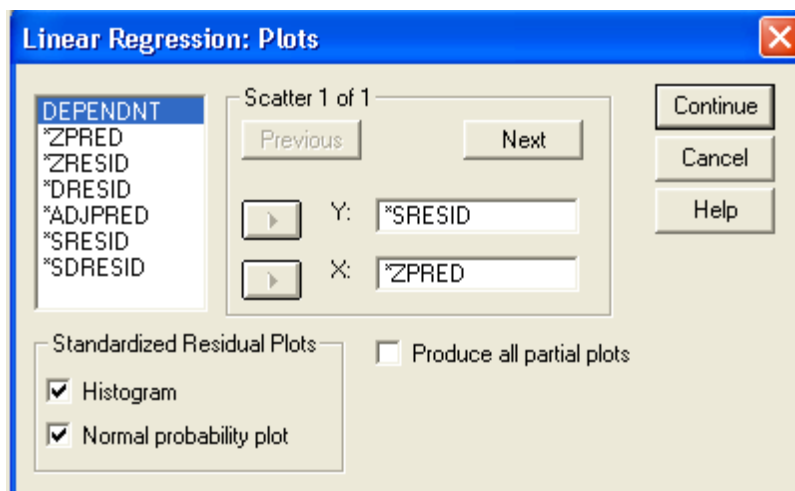 Linear Regression: Plots
DEPENDNT
*ZPRED
*ZRESID
*DRESID
*ADJPRED
*SRESID
*SDRESID
Scatter 1 of 1
Previous
Next
Y: *SRESID
X: *ZPRED
Continue
Cancel
Help
Standardized Residual Plots
Histogram
Normal probability plot
Produce all partial plots